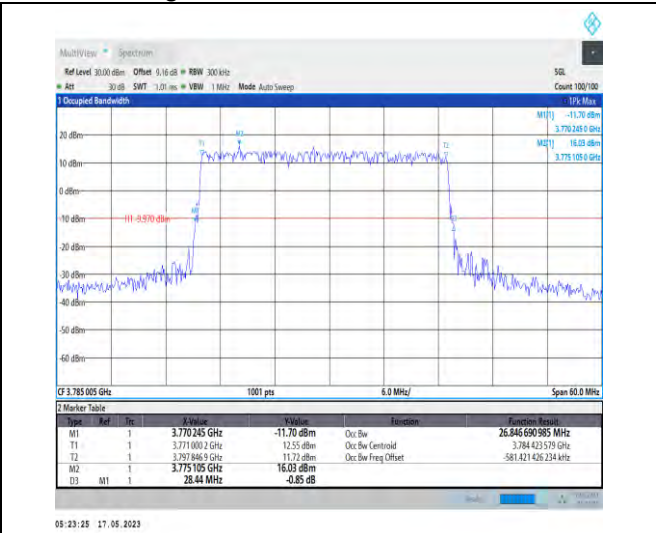 MultiView Spectrum
Ref Level 30.00 dBm Offset 9.16 dB RBW 300 kHz SGL
Att 30 dB SWT 1.01 ms VBW 1 MHz Mode Auto Sweep Count 100/100
1 Occupied Bandwidth 1Pk Max
M1[1] -11.70 dBm
3.770 245 0 GHz
M2[1] 16.03 dBm
3.775 105 0 GHz
20 dBm
M2
T1
T2
10 dBm
0 dBm
M1
-10 dBm
H1 -9.970 dBm
-20 dBm
-30 dBm
-40 dBm
-50 dBm
-60 dBm
CF 3.785 005 GHz 1001 pts 6.0 MHz/ Span 60.0 MHz
2 Marker Table
Type Ref Trc X-Value Y-Value Function Function Result
M1 1 3.770 245 GHz -11.70 dBm Occ Bw 26.846 690 985 MHz
T1 1 3.771 000 2 GHz 12.55 dBm Occ Bw Centroid 3.784 423 579 GHz
T2 1 3.797 846 9 GHz 11.72 dBm Occ Bw Freq Offset -581.421 426 234 kHz
M2 1 3.775 105 GHz 16.03 dBm
D3 M1 1 28.44 MHz -0.85 dB
05:23:25 17.05.2023